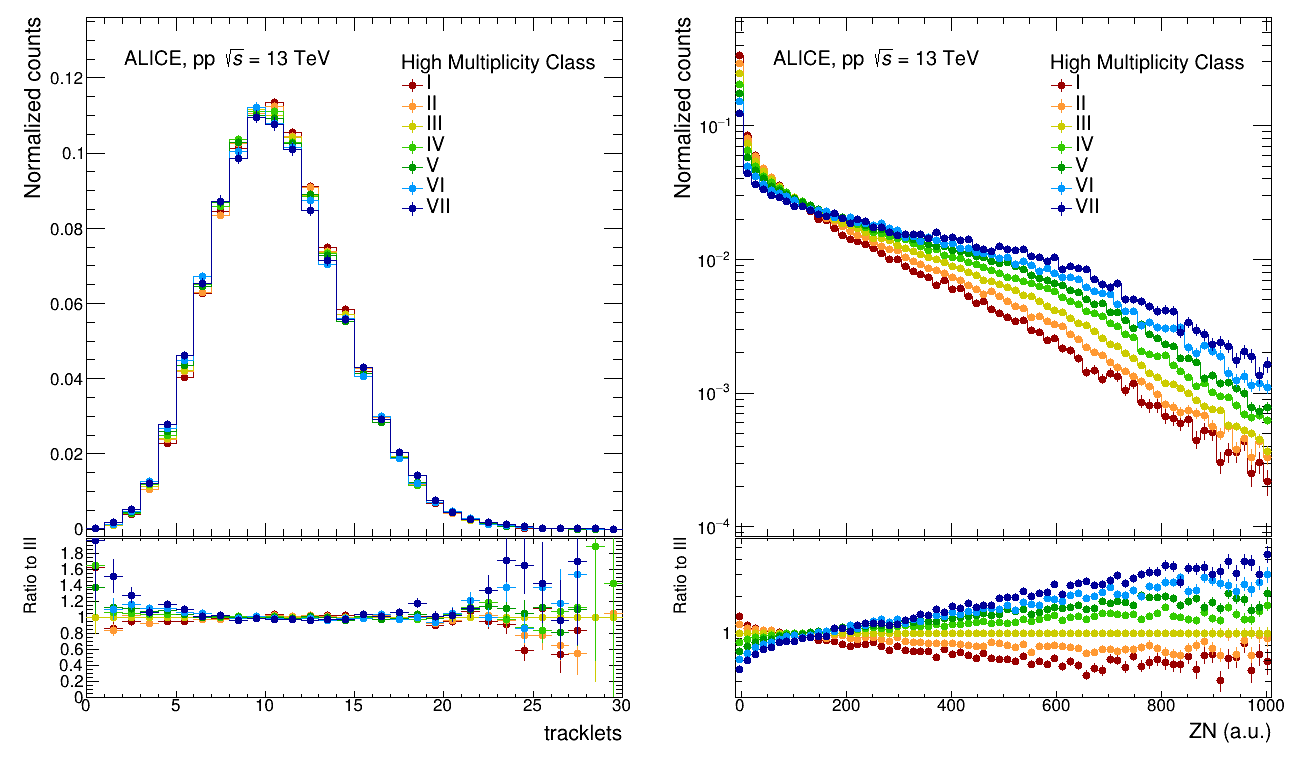 Normalized counts
ALICE, pp √s = 13 TeV
High Multiplicity Class
I
II
III
IV
V
VI
VII
0.12
0.1
0.08
0.06
0.04
0.02
0
Ratio to III
1.8
1.6
1.4
1.2
1
0.8
0.6
0.4
0.2
0
0 5 10 15 20 25 30
tracklets
Normalized counts
ALICE, pp √s = 13 TeV
High Multiplicity Class
I
II
III
IV
V
VI
VII
10⁻¹
10⁻²
10⁻³
10⁻⁴
Ratio to III
1
0 200 400 600 800 1000
ZN (a.u.)